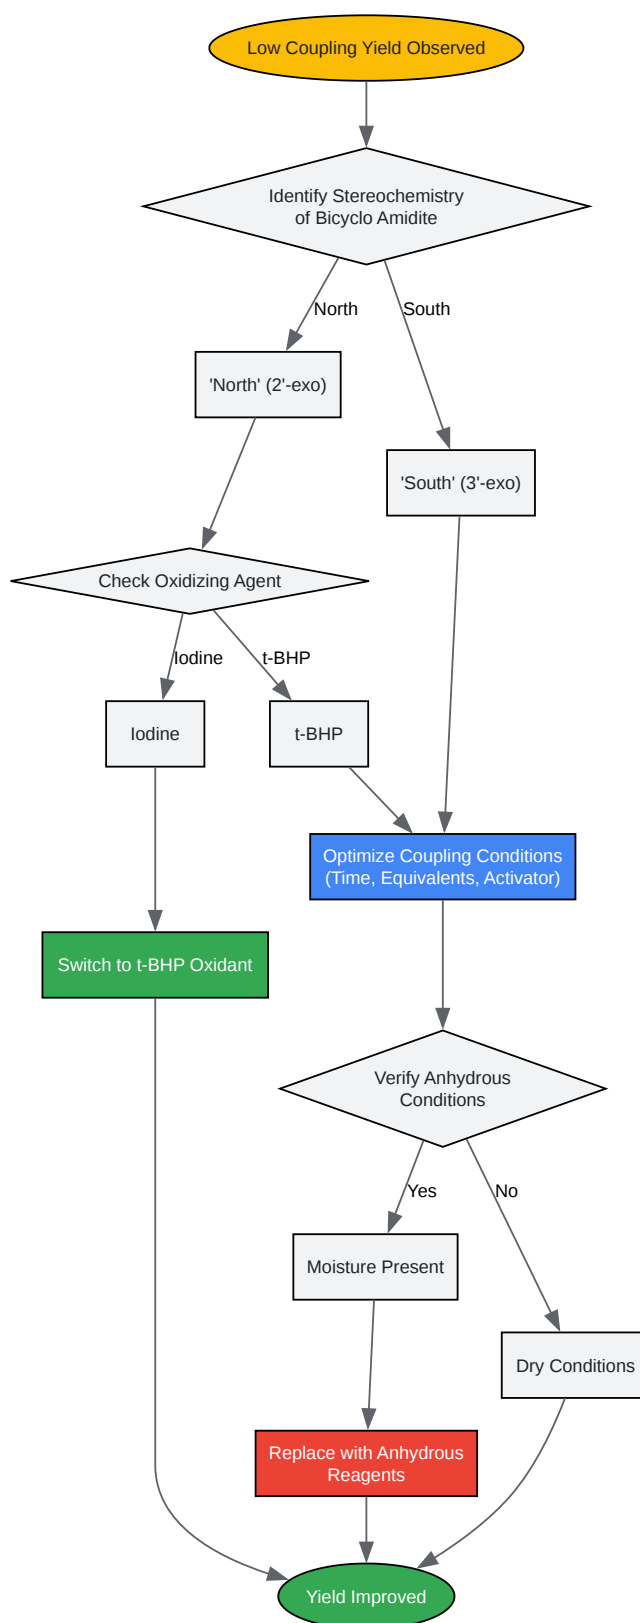 Low Coupling Yield Observed
Identify Stereochemistry
of Bicyclo Amidite
North
South
'North' (2'-exo)
'South' (3'-exo)
Check Oxidizing Agent
Iodine
t-BHP
Iodine
t-BHP
Optimize Coupling Conditions
(Time, Equivalents, Activator)
Switch to t-BHP Oxidant
Verify Anhydrous
Conditions
Yes
No
Moisture Present
Dry Conditions
Replace with Anhydrous
Reagents
Yield Improved